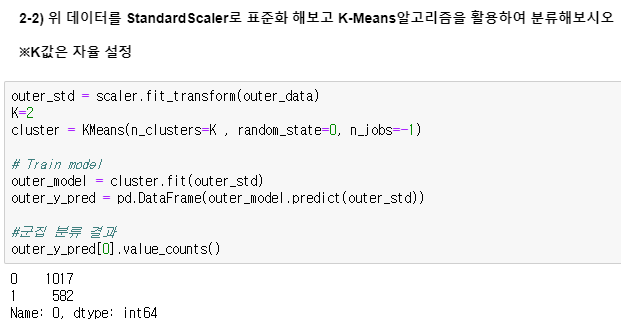 2-2) 위 데이터를 StandardScaler로 표준화 해보고 K-Means알고리즘을 활용하여 분류해보시오
※K값은 자율 설정
outer_std = scaler.fit_transform(outer_data)
K=2
cluster = KMeans(n_clusters=K , random_state=0, n_jobs=-1)
# Train model
outer_model = cluster.fit(outer_std)
outer_y_pred = pd.DataFrame(outer_model.predict(outer_std))
#군집 분류 결과
outer_y_pred[0].value_counts()
0    1017
1     582
Name: 0, dtype: int64